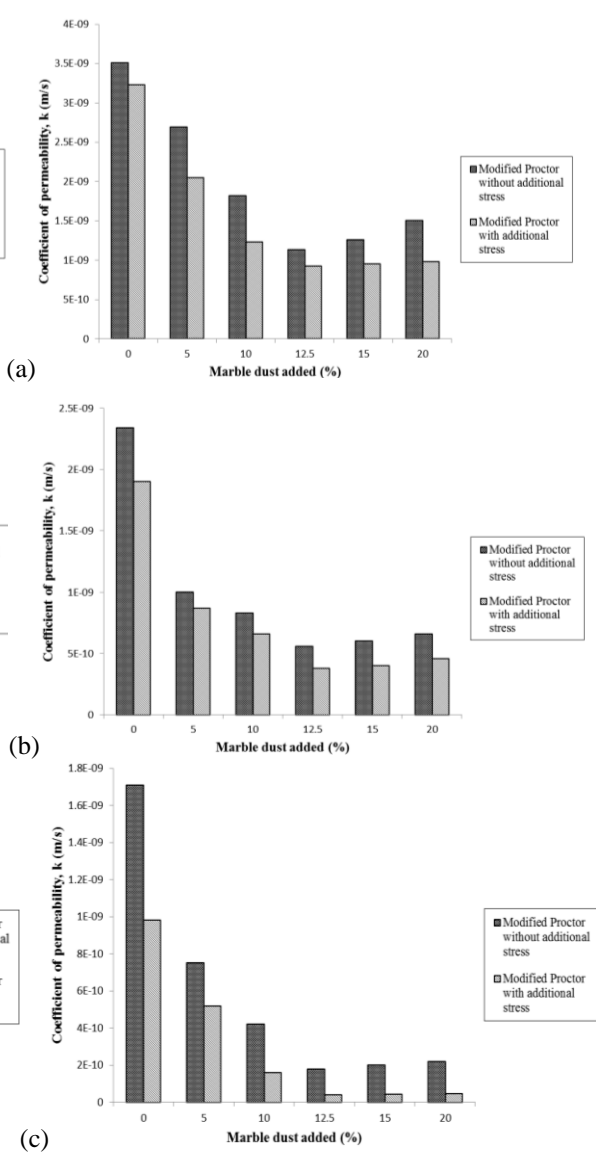 4E-09
3.5E-09
3E-09
2.5E-09
2E-09
1.5E-09
1E-09
5E-10
0
Coefficient of permeability, k (m/s)
0 5 10 12.5 15 20
Marble dust added (%)
Modified Proctor
without additional
stress
Modified Proctor
with additional
stress
(a)
2.5E-09
2E-09
1.5E-09
1E-09
5E-10
0
Coefficient of permeability, k (m/s)
0 5 10 12.5 15 20
Marble dust added (%)
Modified Proctor
without additional
stress
Modified Proctor
with additional
stress
(b)
1.8E-09
1.6E-09
1.4E-09
1.2E-09
1E-09
8E-10
6E-10
4E-10
2E-10
0
Coefficient of permeability, k (m/s)
0 5 10 12.5 15 20
Marble dust added (%)
r
al
r
Modified Proctor
without additional
stress
Modified Proctor
with additional
stress
(c)